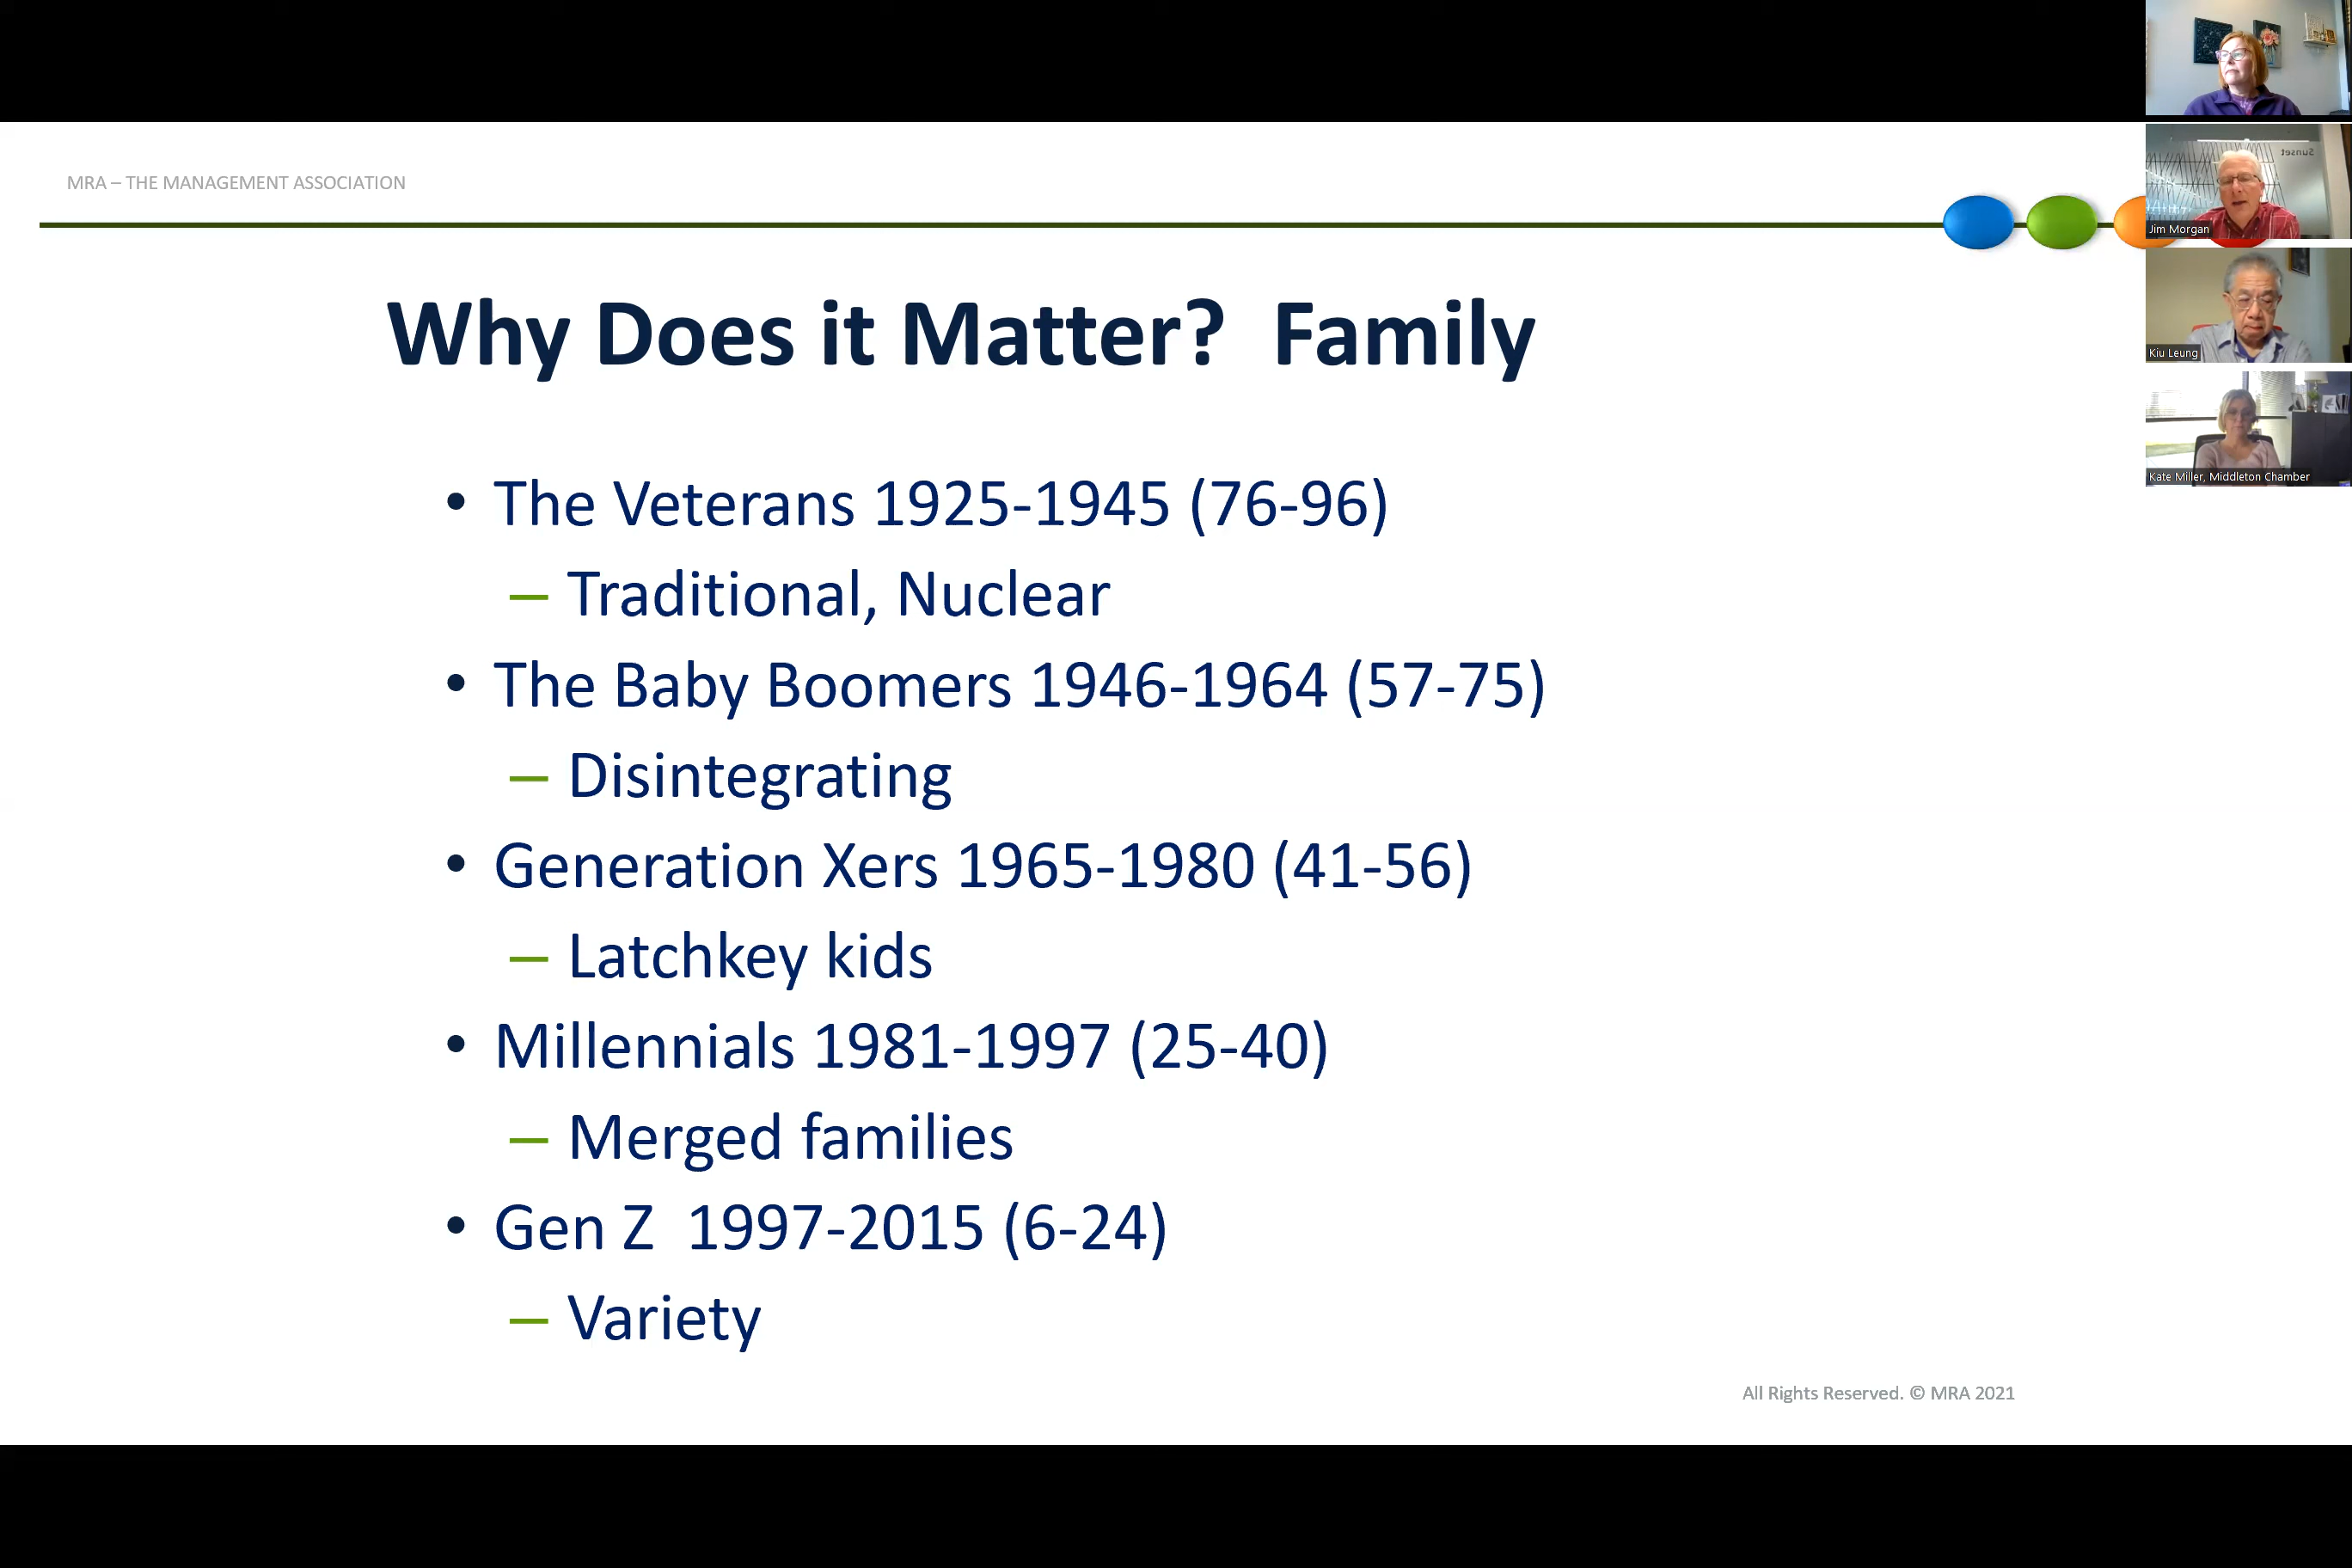 MRA – THE MANAGEMENT ASSOCIATION
Sunset
Jim Morgan
Kiu Leung
Kate Miller, Middleton Chamber
Why Does it Matter?  Family
• The Veterans 1925-1945 (76-96)
– Traditional, Nuclear
• The Baby Boomers 1946-1964 (57-75)
– Disintegrating
• Generation Xers 1965-1980 (41-56)
– Latchkey kids
• Millennials 1981-1997 (25-40)
– Merged families
• Gen Z  1997-2015 (6-24)
– Variety
All Rights Reserved. © MRA 2021